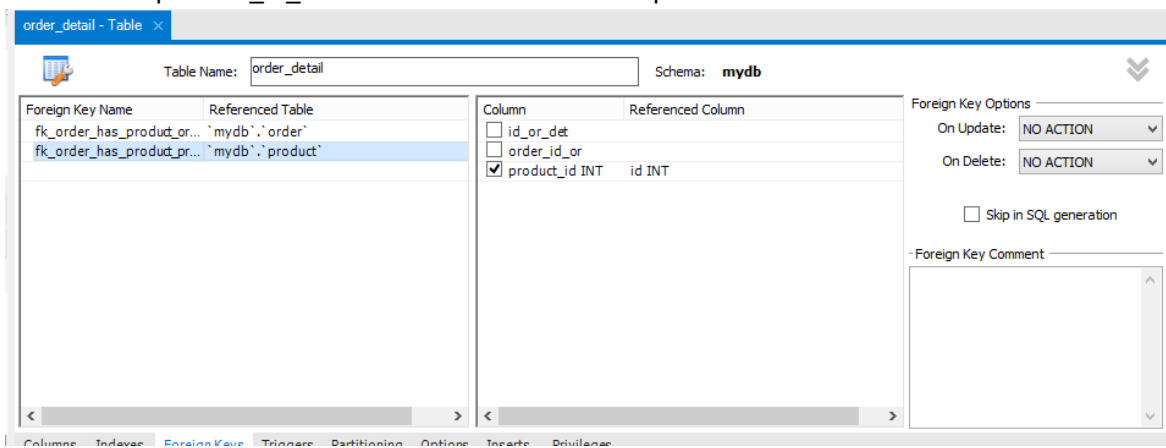 order_detail - Table ×
Table Name: order_detail Schema: mydb
Foreign Key Name Referenced Table
fk_order_has_product_or... `mydb`.`order`
fk_order_has_product_pr... `mydb`.`product`
Column Referenced Column
id_or_det
order_id_or
product_id INT id INT
Foreign Key Options
On Update: NO ACTION
On Delete: NO ACTION
Skip in SQL generation
Foreign Key Comment
Columns Indexes Foreign Keys Triggers Partitioning Options Inserts Privileges